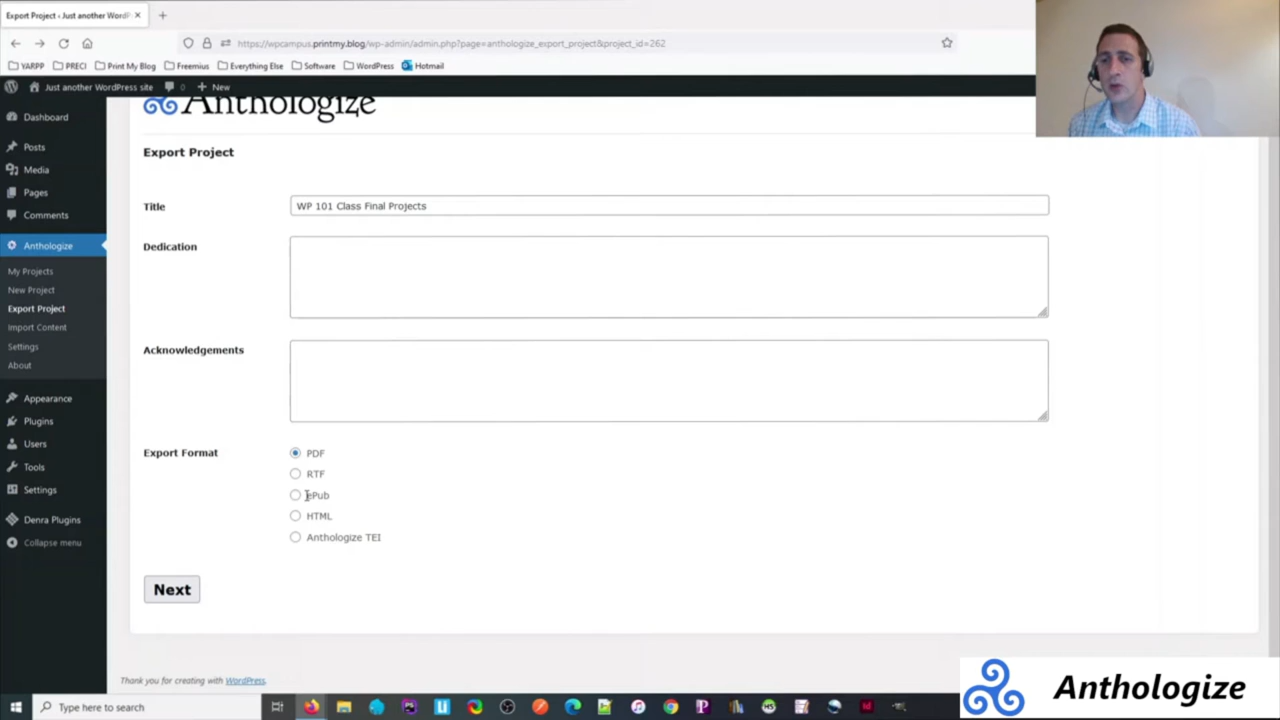 Export Project ‹ Just another WordPr
https://wpcampus.printmy.blog/wp-admin/admin.php?page=anthologize_export_project&project_id=262
YARPP PRECI Print My Blog Freemius Everything Else Software WordPress Hotmail
Just another WordPress site 0 New
Dashboard
Posts
Media
Pages
Comments
Anthologize
My Projects
New Project
Export Project
Import Content
Settings
About
Appearance
Plugins
Users
Tools
Settings
Denra Plugins
Collapse menu
Anthologize
Export Project
Title WP 101 Class Final Projects
Dedication
Acknowledgements
Export Format PDF
RTF
ePub
HTML
Anthologize TEI
Next
Thank you for creating with WordPress.
Type here to search
Anthologize